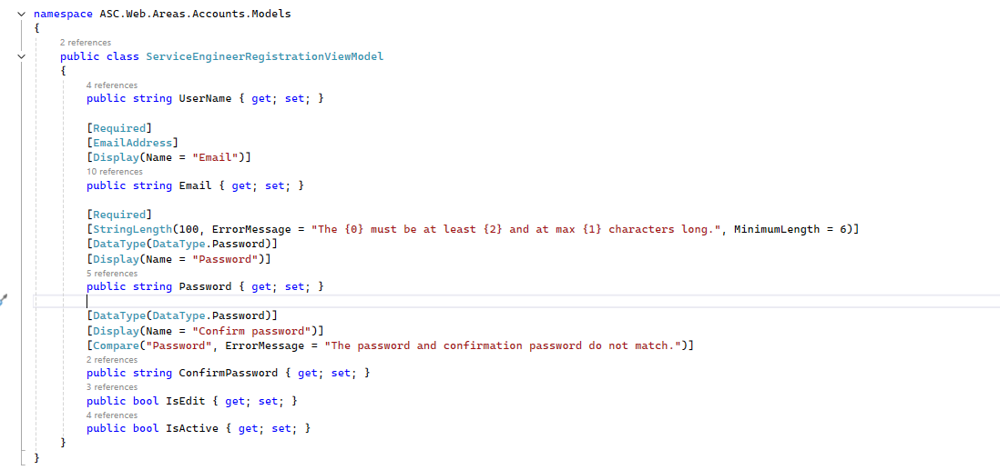 namespace ASC.Web.Areas.Accounts.Models
{
2 references
public class ServiceEngineerRegistrationViewModel
{
4 references
public string UserName { get; set; }
[Required]
[EmailAddress]
[Display(Name = "Email")]
10 references
public string Email { get; set; }
[Required]
[StringLength(100, ErrorMessage = "The {0} must be at least {2} and at max {1} characters long.", MinimumLength = 6)]
[DataType(DataType.Password)]
[Display(Name = "Password")]
5 references
public string Password { get; set; }
[DataType(DataType.Password)]
[Display(Name = "Confirm password")]
[Compare("Password", ErrorMessage = "The password and confirmation password do not match.")]
2 references
public string ConfirmPassword { get; set; }
3 references
public bool IsEdit { get; set; }
4 references
public bool IsActive { get; set; }
}
}